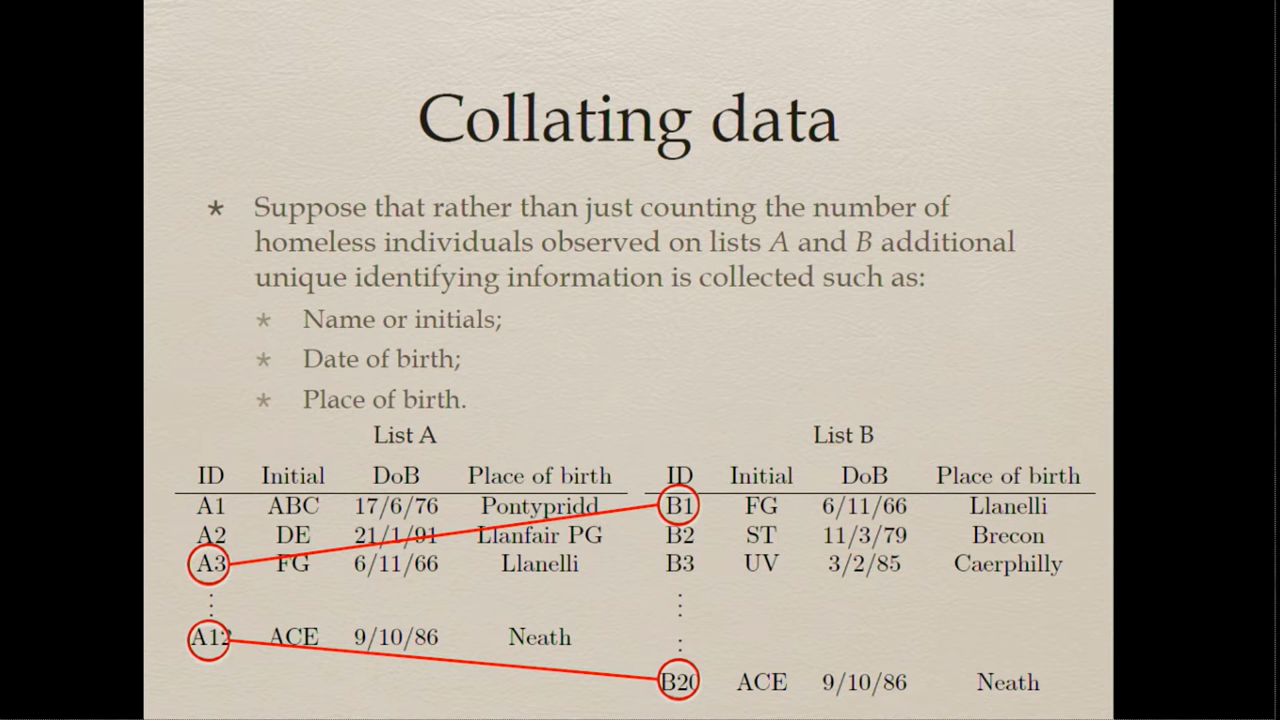 Collating data
* Suppose that rather than just counting the number of
homeless individuals observed on lists A and B additional
unique identifying information is collected such as:
* Name or initials;
* Date of birth;
* Place of birth.
List A
ID Initial DoB Place of birth
A1 ABC 17/6/76 Pontypridd
A2 DE 21/1/91 Llanfair PG
A3 FG 6/11/66 Llanelli
⋮
A12 ACE 9/10/86 Neath
List B
ID Initial DoB Place of birth
B1 FG 6/11/66 Llanelli
B2 ST 11/3/79 Brecon
B3 UV 3/2/85 Caerphilly
⋮
B20 ACE 9/10/86 Neath